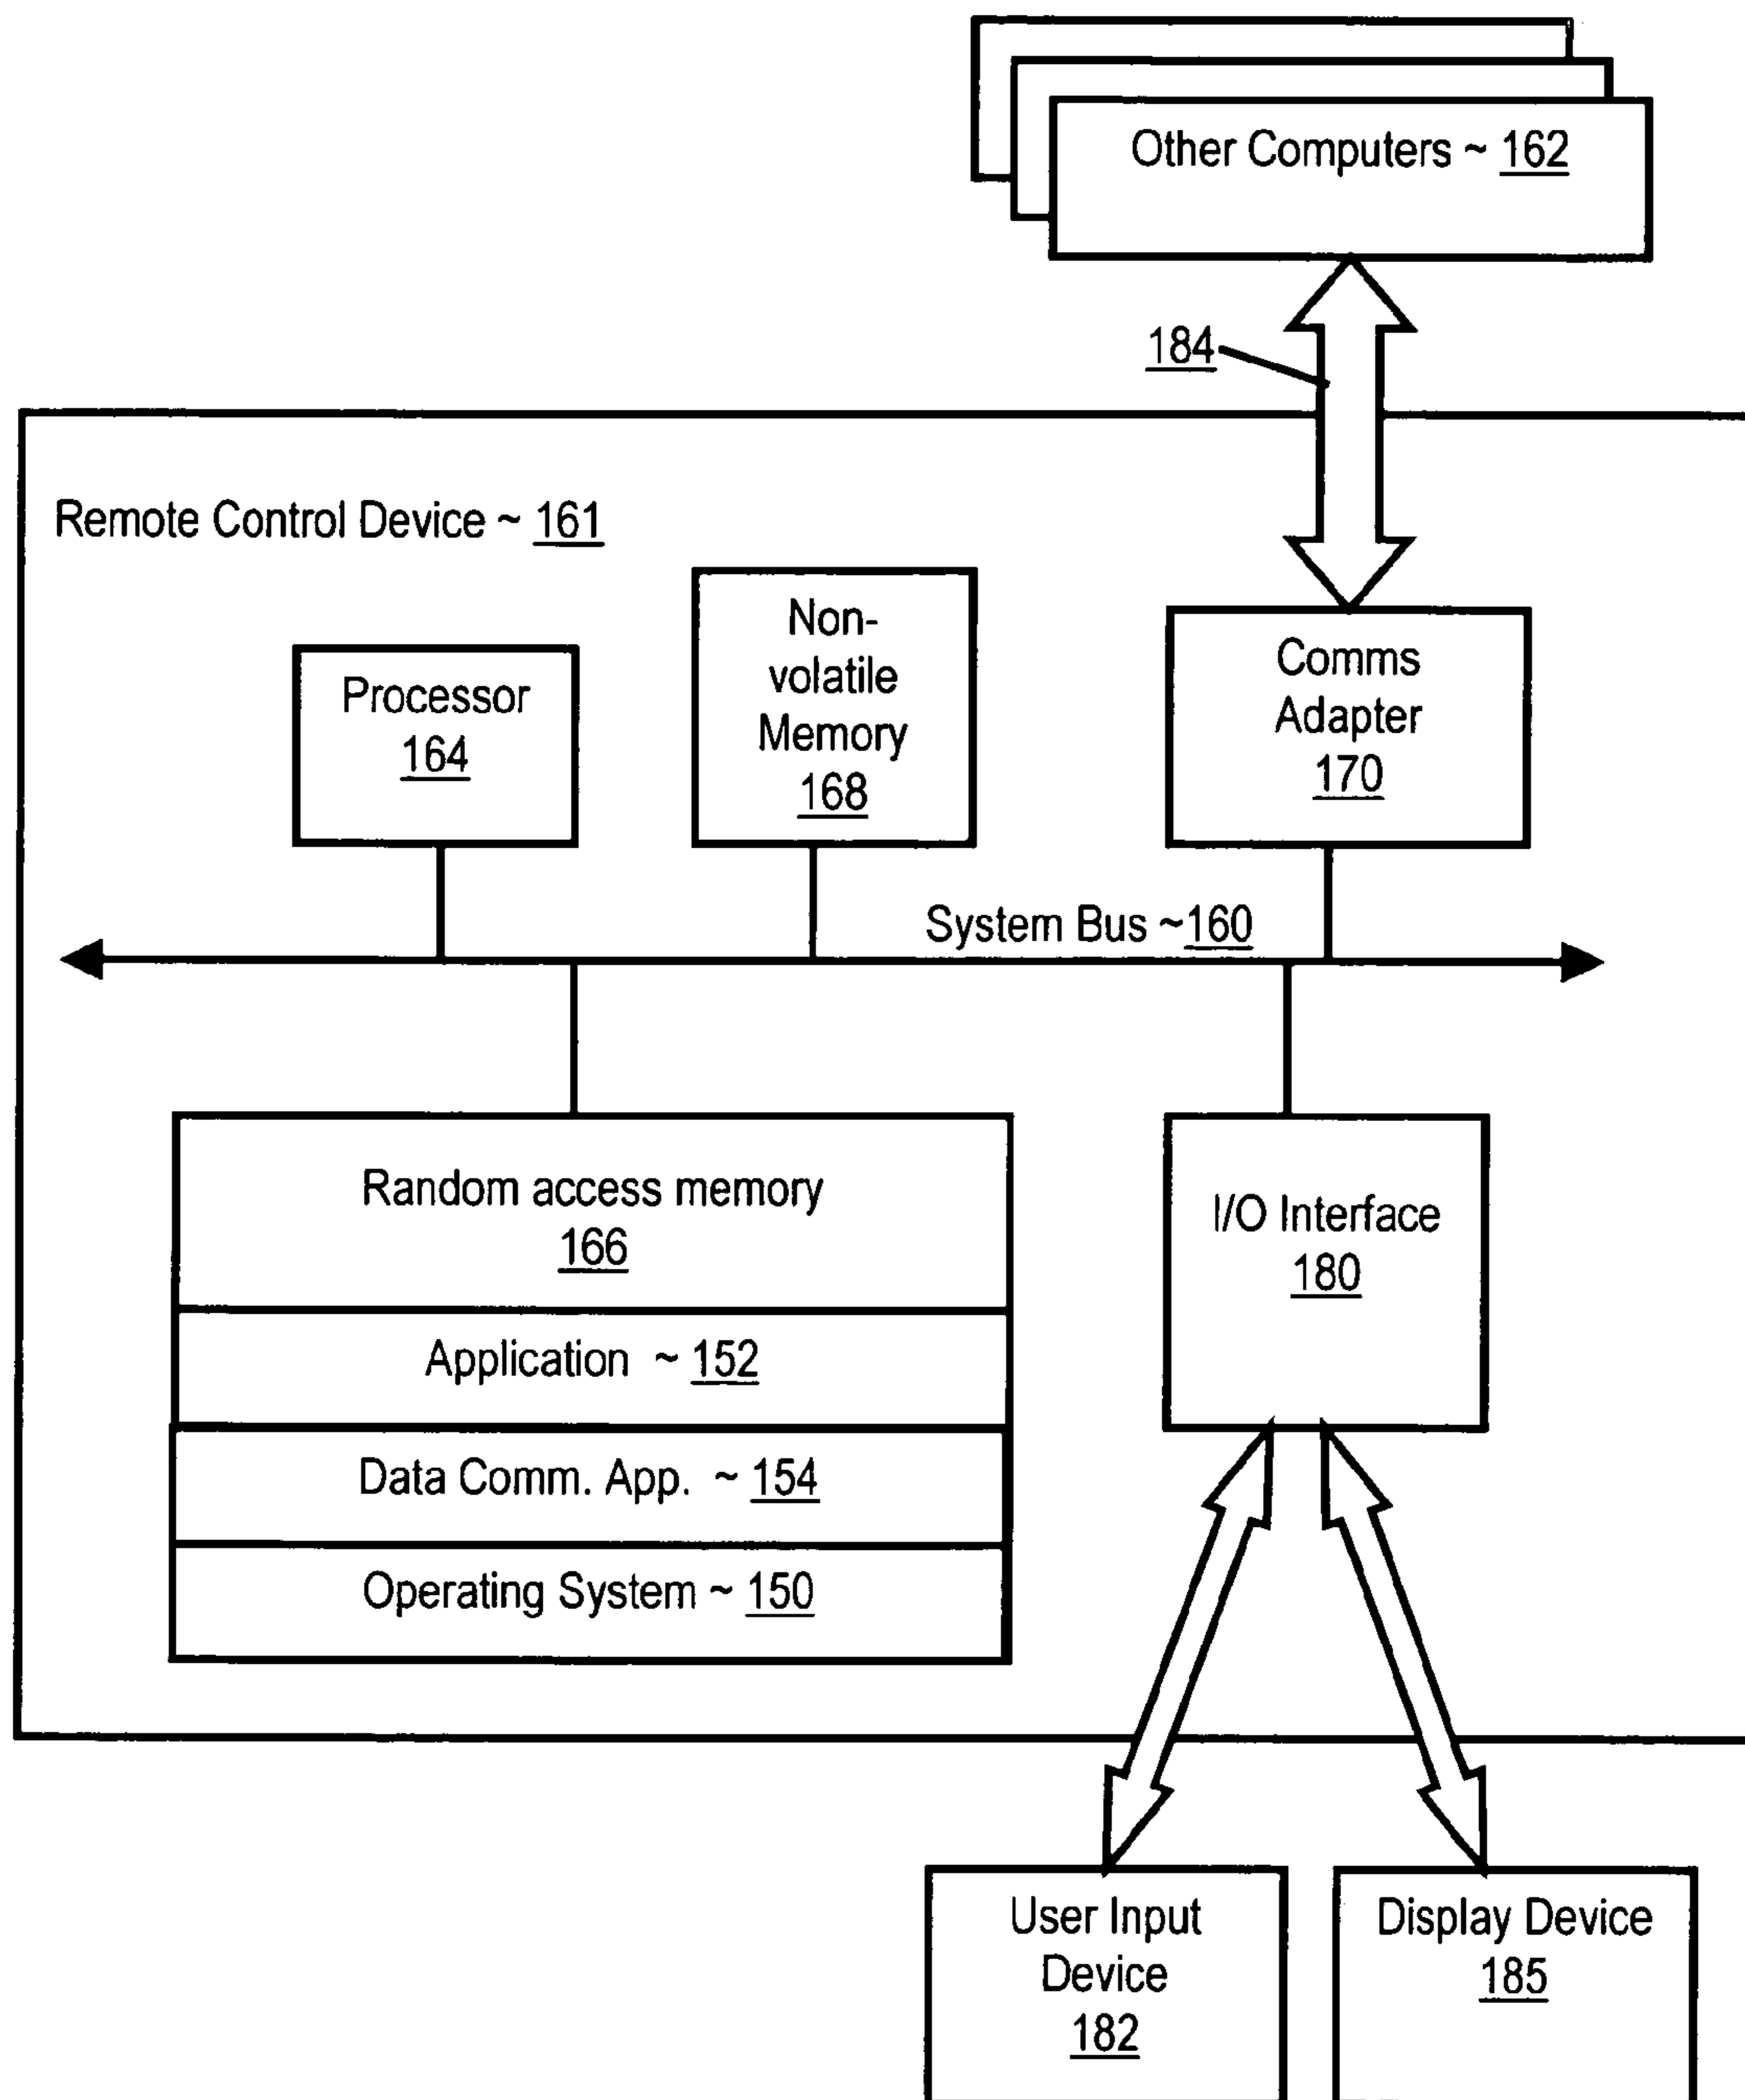 Other Computers ~ 162
184
Remote Control Device ~ 161
Non-
volatile
Memory
168
Processor
164
Comms
Adapter
170
System Bus ~160
Random access memory
166
I/O Interface
180
Application ~ 152
Data Comm. App. ~ 154
Operating System ~ 150
User Input
Device
182
Display Device
185